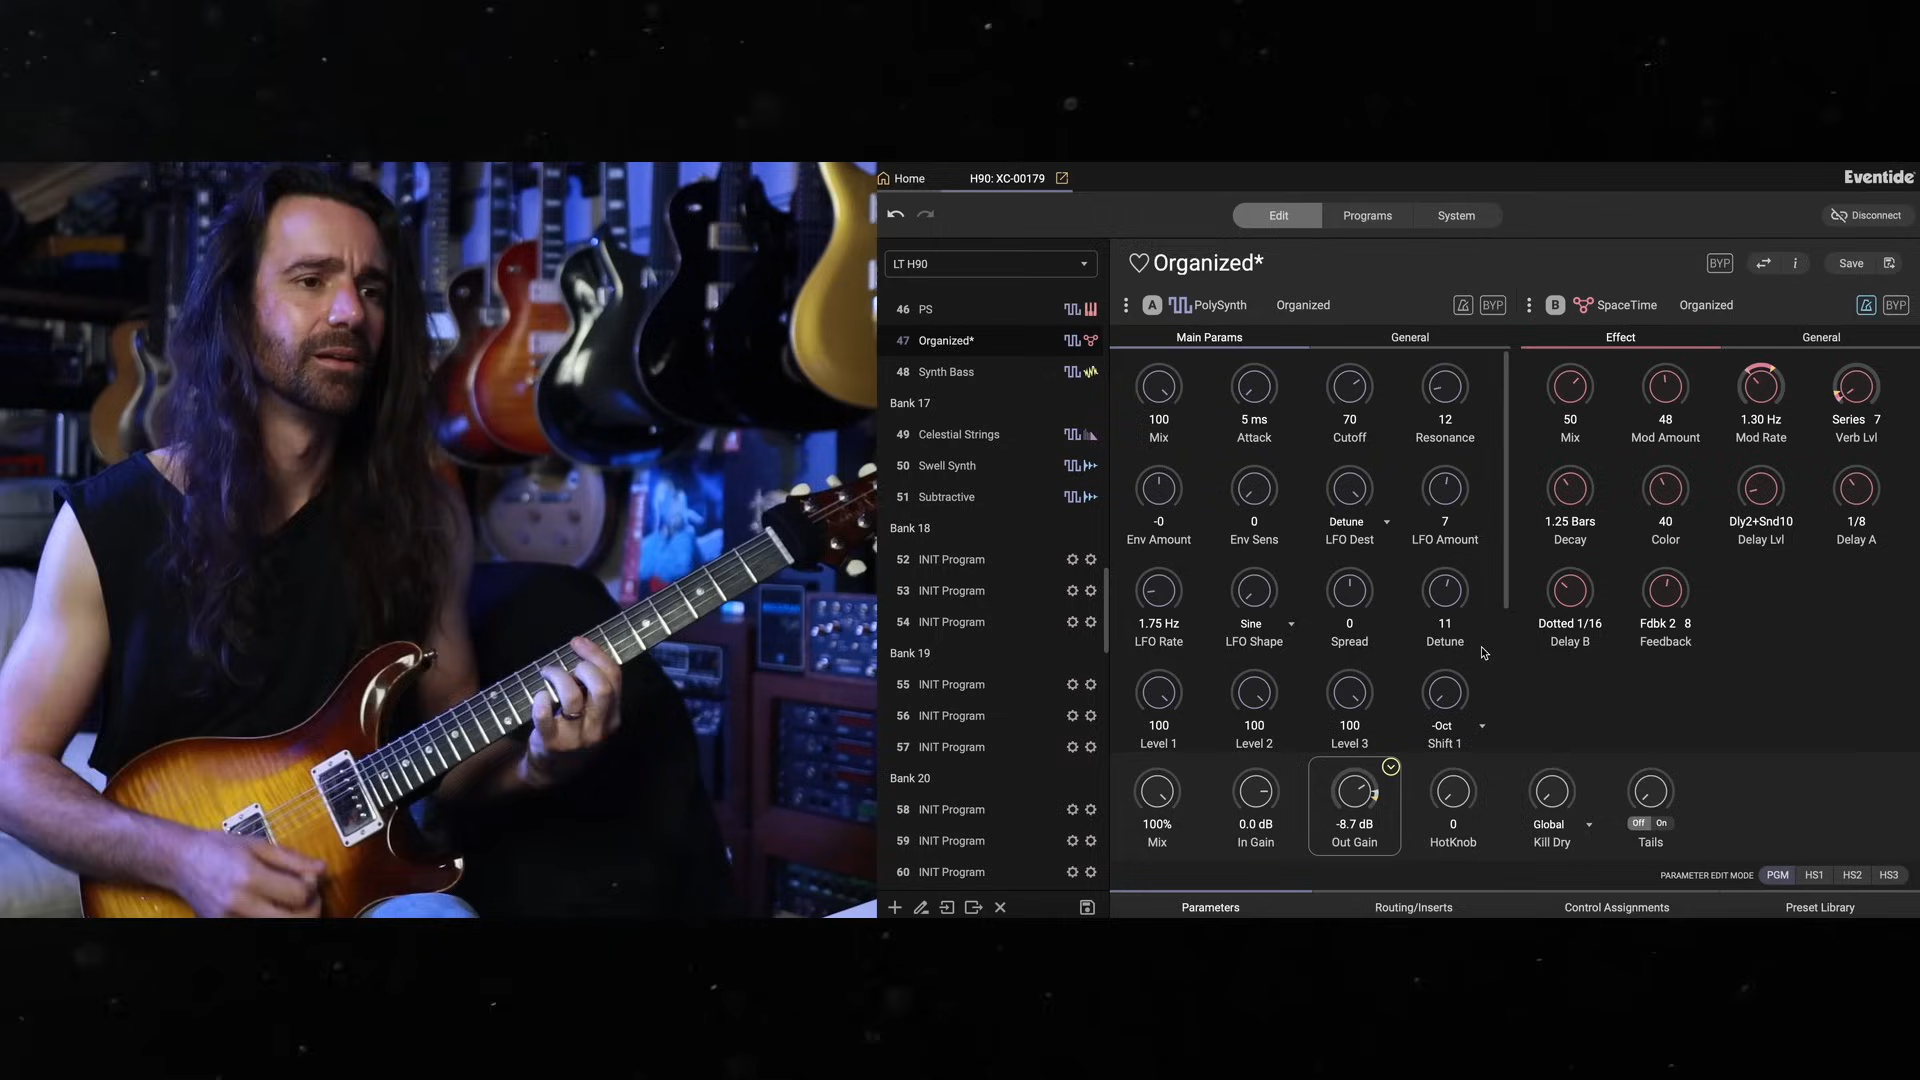 Home
H90: XC-00179
Eventide
Edit
Programs
System
Disconnect
LT H90
46 PS
47 Organized*
48 Synth Bass
Bank 17
49 Celestial Strings
50 Swell Synth
51 Subtractive
Bank 18
52 INIT Program
53 INIT Program
54 INIT Program
Bank 19
55 INIT Program
56 INIT Program
57 INIT Program
Bank 20
58 INIT Program
59 INIT Program
60 INIT Program
Organized*
BYP
i
Save
A PolySynth Organized BYP
B SpaceTime Organized BYP
Main Params General
Effect General
100 5 ms 70 12
Mix Attack Cutoff Resonance
-0 0 Detune 7
Env Amount Env Sens LFO Dest LFO Amount
1.75 Hz Sine 0 11
LFO Rate LFO Shape Spread Detune
100 100 100 -Oct
Level 1 Level 2 Level 3 Shift 1
50 48 1.30 Hz Series 7
Mix Mod Amount Mod Rate Verb Lvl
1.25 Bars 40 Dly2+Snd10 1/8
Decay Color Delay Lvl Delay A
Dotted 1/16 Fdbk 2 8
Delay B Feedback
100% 0.0 dB -8.7 dB 0 Global Off On
Mix In Gain Out Gain HotKnob Kill Dry Tails
PARAMETER EDIT MODE PGM HS1 HS2 HS3
Parameters Routing/Inserts Control Assignments Preset Library